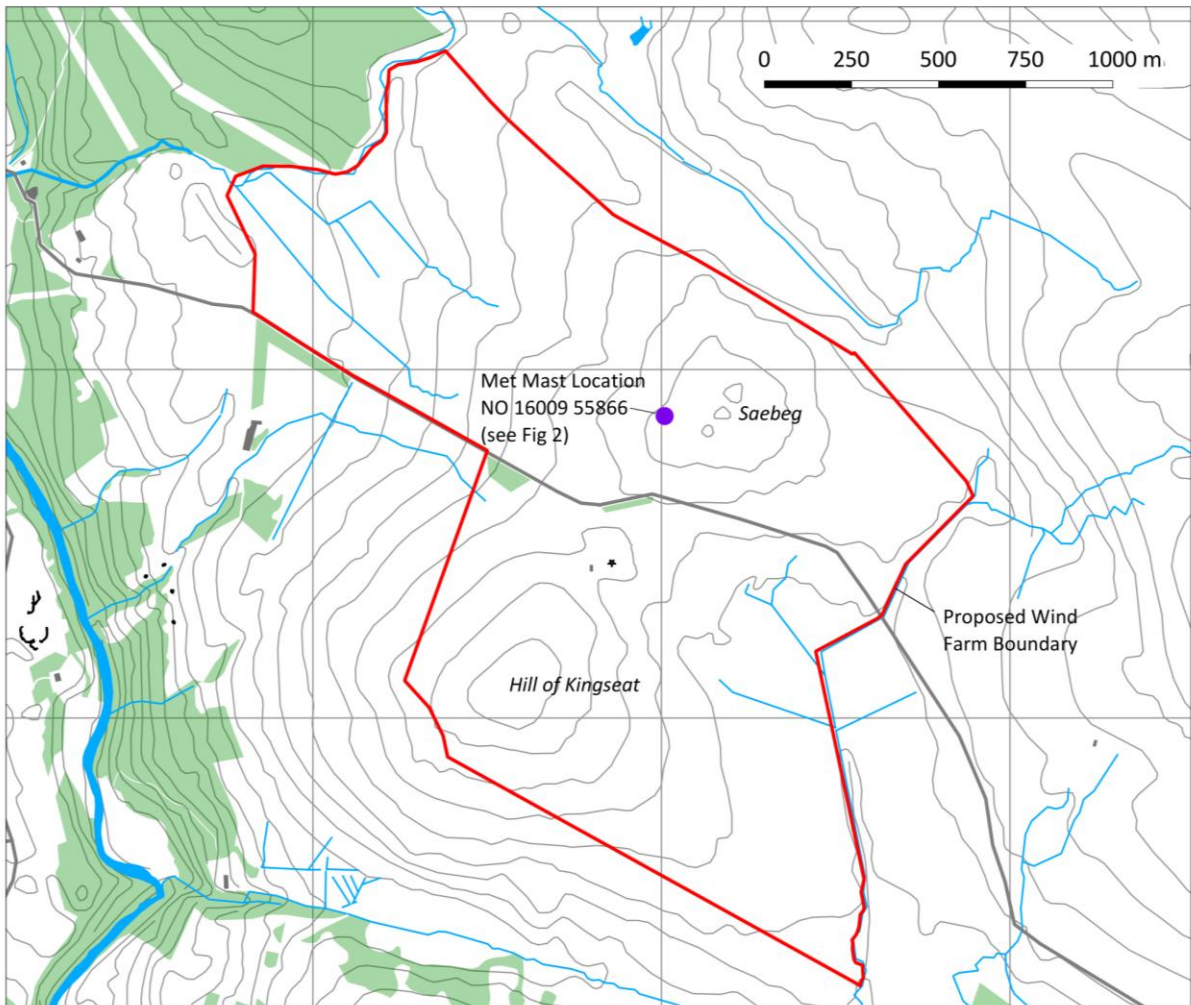 0 250 500 750 1000 m
Met Mast Location
NO 16009 55866
(see Fig 2)
Saebeg
Proposed Wind
Farm Boundary
Hill of Kingseat